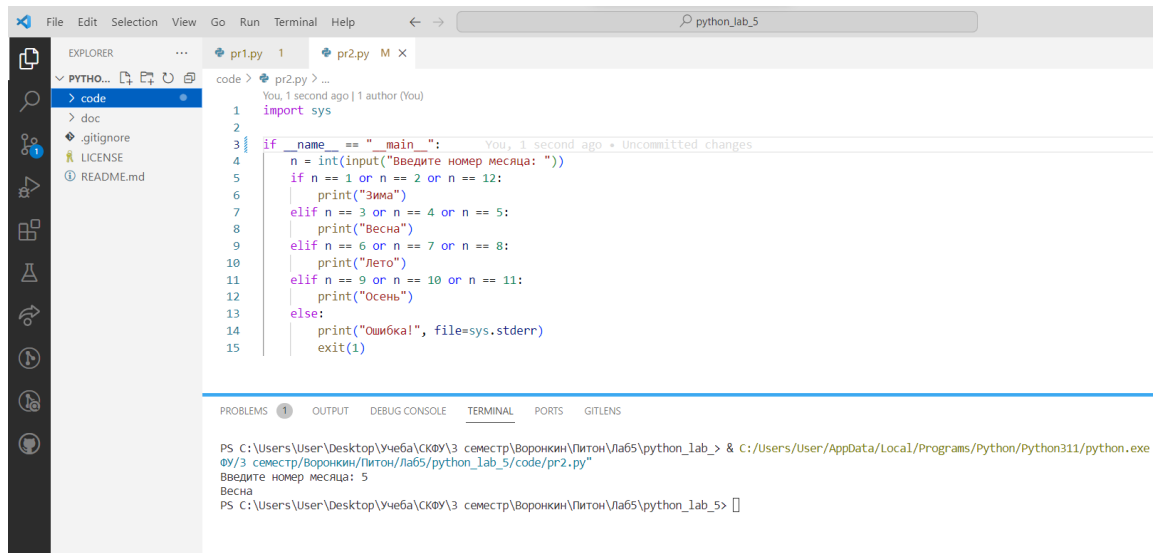 File Edit Selection View Go Run Terminal Help ← → python_lab_5
EXPLORER ...
PYTHO...
code
doc
.gitignore
LICENSE
README.md
1
pr1.py 1 pr2.py M ×
code > pr2.py > ...
You, 1 second ago | 1 author (You)
1 import sys
2
3 if __name__ == "__main__": You, 1 second ago • Uncommitted changes
4 n = int(input("Введите номер месяца: "))
5 if n == 1 or n == 2 or n == 12:
6 print("Зима")
7 elif n == 3 or n == 4 or n == 5:
8 print("Весна")
9 elif n == 6 or n == 7 or n == 8:
10 print("Лето")
11 elif n == 9 or n == 10 or n == 11:
12 print("Осень")
13 else:
14 print("Ошибка!", file=sys.stderr)
15 exit(1)
PROBLEMS 1 OUTPUT DEBUG CONSOLE TERMINAL PORTS GITLENS
PS C:\Users\User\Desktop\Учеба\СКФУ\3 семестр\Воронкин\Питон\Лаб5\python_lab_> & C:/Users/User/AppData/Local/Programs/Python/Python311/python.exe
ФУ/3 семестр/Воронкин/Питон/Лаб5/python_lab_5/code/pr2.py"
Введите номер месяца: 5
Весна
PS C:\Users\User\Desktop\Учеба\СКФУ\3 семестр\Воронкин\Питон\Лаб5\python_lab_5>